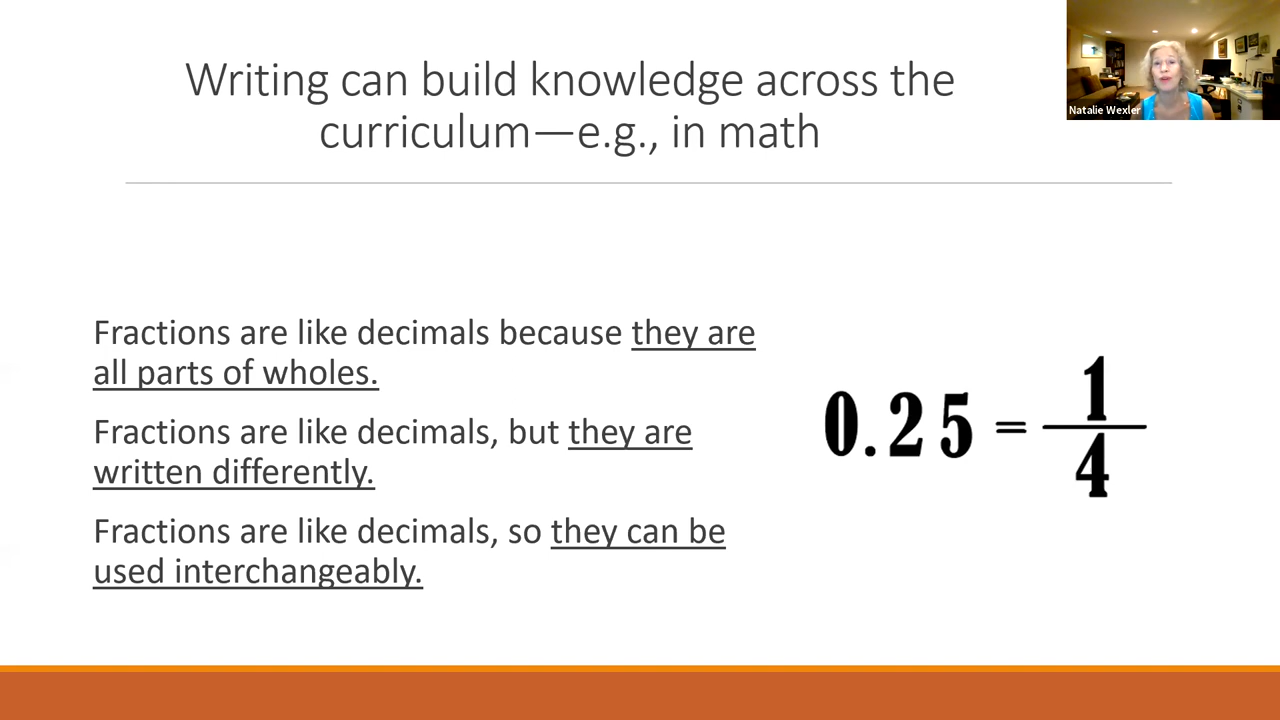 Writing can build knowledge across the
curriculum—e.g., in math
Natalie Wexler
Fractions are like decimals because they are
all parts of wholes.
Fractions are like decimals, but they are
written differently.
Fractions are like decimals, so they can be
used interchangeably.
0.25 = 1/4